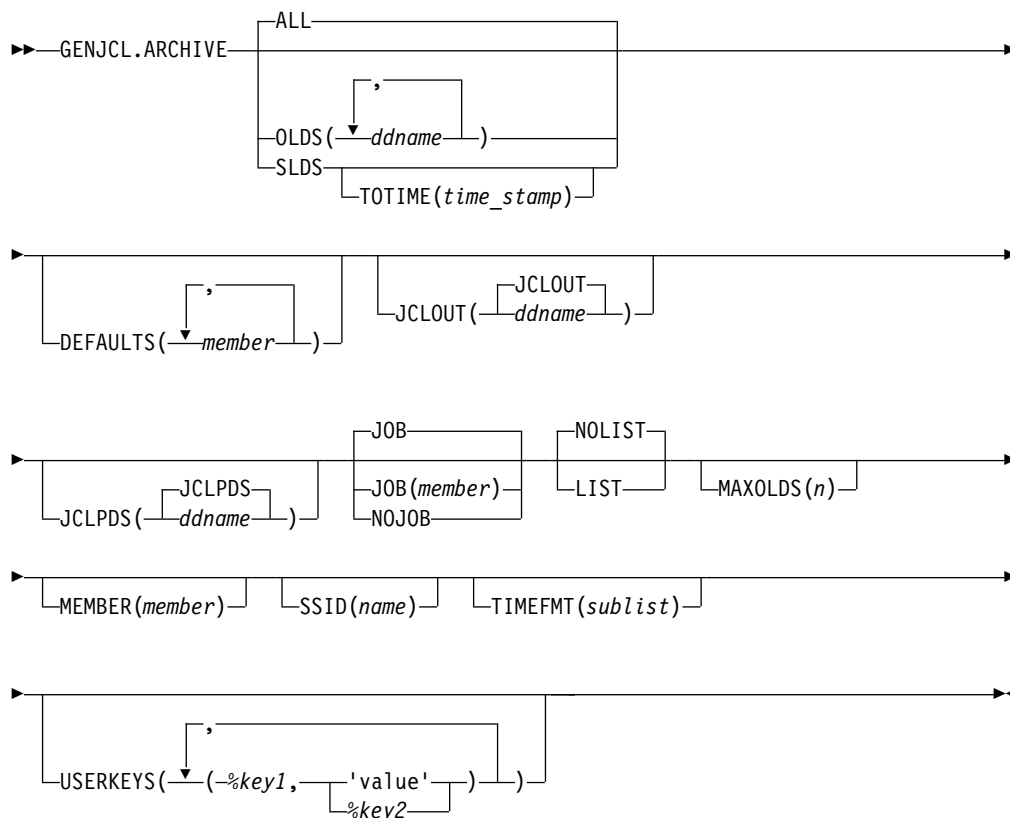 ALL
GENJCL.ARCHIVE
,
OLDS( ddname )
SLDS
TOTIME(time_stamp)
, JCLOUT
DEFAULTS( member ) JCLOUT( ddname )
JOB NOLIST
JCLPDS JOB(member) LIST MAXOLDS(n)
JCLPDS( ddname ) NOJOB
MEMBER(member) SSID(name) TIMEFMT(sublist)
,
USERKEYS( (%key1, 'value' ) )
%key2